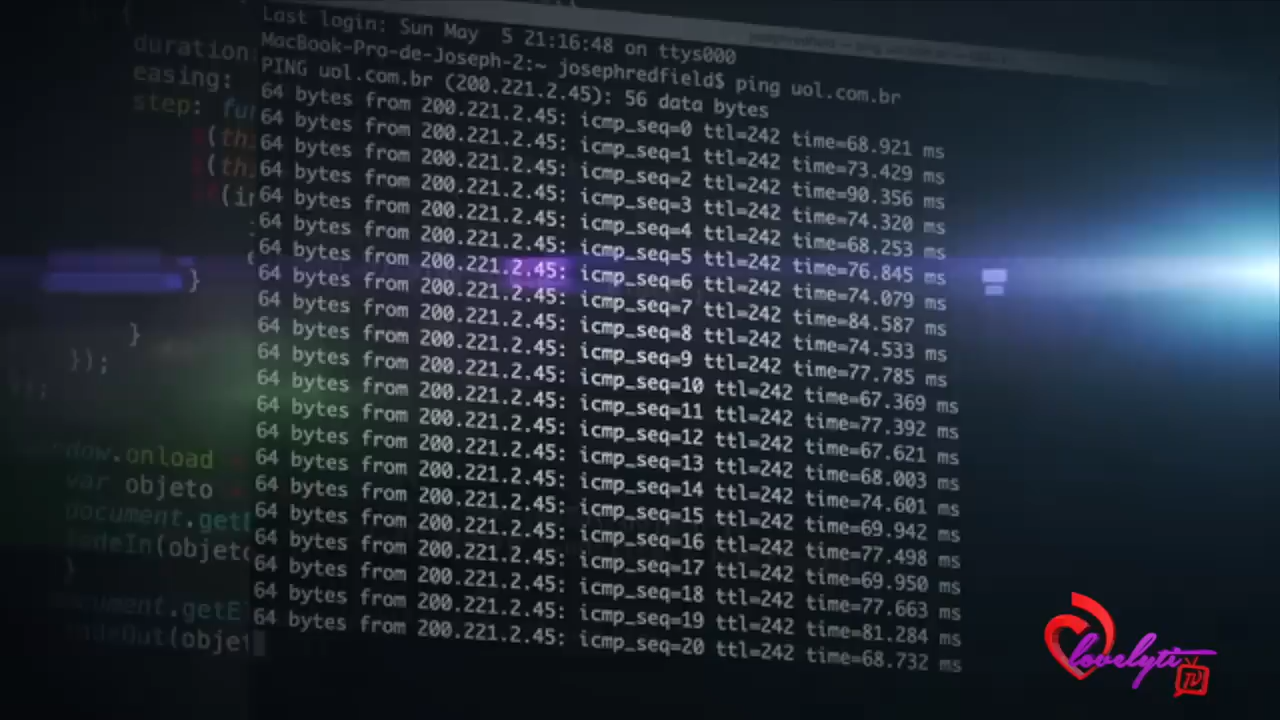 Last login: Sun May  5 21:16:48 on ttys000
MacBook-Pro-de-Joseph-2:~ josephredfield$ ping uol.com.br
PING uol.com.br (200.221.2.45): 56 data bytes
64 bytes from 200.221.2.45: icmp_seq=0 ttl=242 time=68.921 ms
64 bytes from 200.221.2.45: icmp_seq=1 ttl=242 time=73.429 ms
64 bytes from 200.221.2.45: icmp_seq=2 ttl=242 time=90.356 ms
64 bytes from 200.221.2.45: icmp_seq=3 ttl=242 time=74.320 ms
64 bytes from 200.221.2.45: icmp_seq=4 ttl=242 time=68.253 ms
64 bytes from 200.221.2.45: icmp_seq=5 ttl=242 time=76.845 ms
64 bytes from 200.221.2.45: icmp_seq=6 ttl=242 time=74.079 ms
64 bytes from 200.221.2.45: icmp_seq=7 ttl=242 time=84.587 ms
64 bytes from 200.221.2.45: icmp_seq=8 ttl=242 time=74.533 ms
64 bytes from 200.221.2.45: icmp_seq=9 ttl=242 time=77.785 ms
64 bytes from 200.221.2.45: icmp_seq=10 ttl=242 time=67.369 ms
64 bytes from 200.221.2.45: icmp_seq=11 ttl=242 time=77.392 ms
64 bytes from 200.221.2.45: icmp_seq=12 ttl=242 time=67.621 ms
64 bytes from 200.221.2.45: icmp_seq=13 ttl=242 time=68.003 ms
64 bytes from 200.221.2.45: icmp_seq=14 ttl=242 time=74.601 ms
64 bytes from 200.221.2.45: icmp_seq=15 ttl=242 time=69.942 ms
64 bytes from 200.221.2.45: icmp_seq=16 ttl=242 time=77.498 ms
64 bytes from 200.221.2.45: icmp_seq=17 ttl=242 time=69.950 ms
64 bytes from 200.221.2.45: icmp_seq=18 ttl=242 time=77.663 ms
64 bytes from 200.221.2.45: icmp_seq=19 ttl=242 time=81.284 ms
64 bytes from 200.221.2.45: icmp_seq=20 ttl=242 time=68.732 ms
duration
easing:
step: fun
(thi
(thi
(in
}
}
});
});
dow.onload
var objeto
document.getE
fadeIn(objeto
}
document.getE
fadeOut(objet
lovelyti
TV